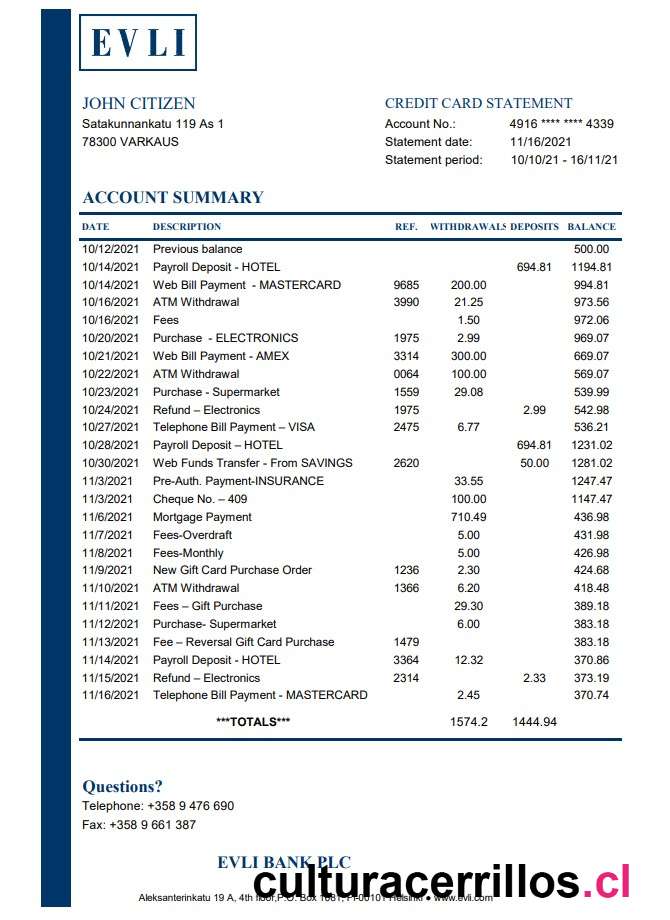 EVLI
JOHN CITIZEN
Satakunnankatu 119 As 1
78300 VARKAUS
CREDIT CARD STATEMENT
Account No.: 4916 **** **** 4339
Statement date: 11/16/2021
Statement period: 10/10/21 - 16/11/21
ACCOUNT SUMMARY
DATE DESCRIPTION REF. WITHDRAWALS DEPOSITS BALANCE
10/12/2021 Previous balance 500.00
10/14/2021 Payroll Deposit - HOTEL 694.81 1194.81
10/14/2021 Web Bill Payment - MASTERCARD 9685 200.00 994.81
10/16/2021 ATM Withdrawal 3990 21.25 973.56
10/16/2021 Fees 1.50 972.06
10/20/2021 Purchase - ELECTRONICS 1975 2.99 969.07
10/21/2021 Web Bill Payment - AMEX 3314 300.00 669.07
10/22/2021 ATM Withdrawal 0064 100.00 569.07
10/23/2021 Purchase - Supermarket 1559 29.08 539.99
10/24/2021 Refund – Electronics 1975 2.99 542.98
10/27/2021 Telephone Bill Payment – VISA 2475 6.77 536.21
10/28/2021 Payroll Deposit – HOTEL 694.81 1231.02
10/30/2021 Web Funds Transfer - From SAVINGS 2620 50.00 1281.02
11/3/2021 Pre-Auth. Payment-INSURANCE 33.55 1247.47
11/3/2021 Cheque No. – 409 100.00 1147.47
11/6/2021 Mortgage Payment 710.49 436.98
11/7/2021 Fees-Overdraft 5.00 431.98
11/8/2021 Fees-Monthly 5.00 426.98
11/9/2021 New Gift Card Purchase Order 1236 2.30 424.68
11/10/2021 ATM Withdrawal 1366 6.20 418.48
11/11/2021 Fees – Gift Purchase 29.30 389.18
11/12/2021 Purchase- Supermarket 6.00 383.18
11/13/2021 Fee – Reversal Gift Card Purchase 1479 383.18
11/14/2021 Payroll Deposit - HOTEL 3364 12.32 370.86
11/15/2021 Refund – Electronics 2314 2.33 373.19
11/16/2021 Telephone Bill Payment - MASTERCARD 2.45 370.74
***TOTALS*** 1574.2 1444.94
Questions?
Telephone: +358 9 476 690
Fax: +358 9 661 387
EVLI BANK PLC
culturacerrillos.cl
Aleksanterinkatu 19 A, 4th floor,P.O. Box 1081, FI-00101 Helsinki ● www.evli.com